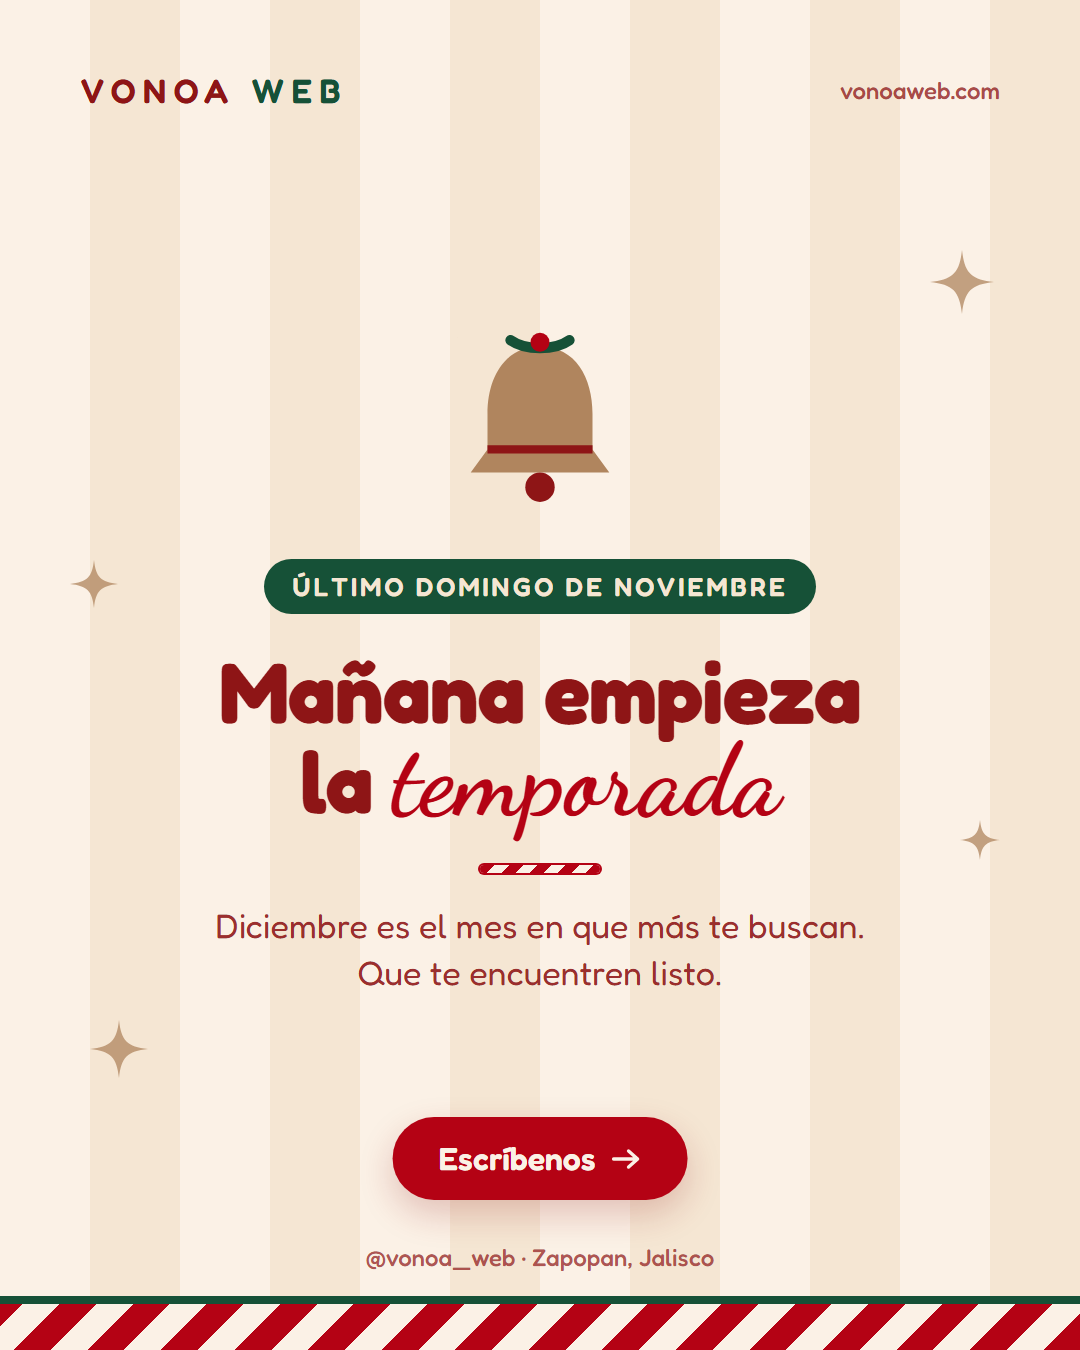 VONOA WEB
vonoaweb.com
ÚLTIMO DOMINGO DE NOVIEMBRE
Mañana empieza
la temporada
Diciembre es el mes en que más te buscan.
Que te encuentren listo.
Escríbenos →
@vonoa__web · Zapopan, Jalisco